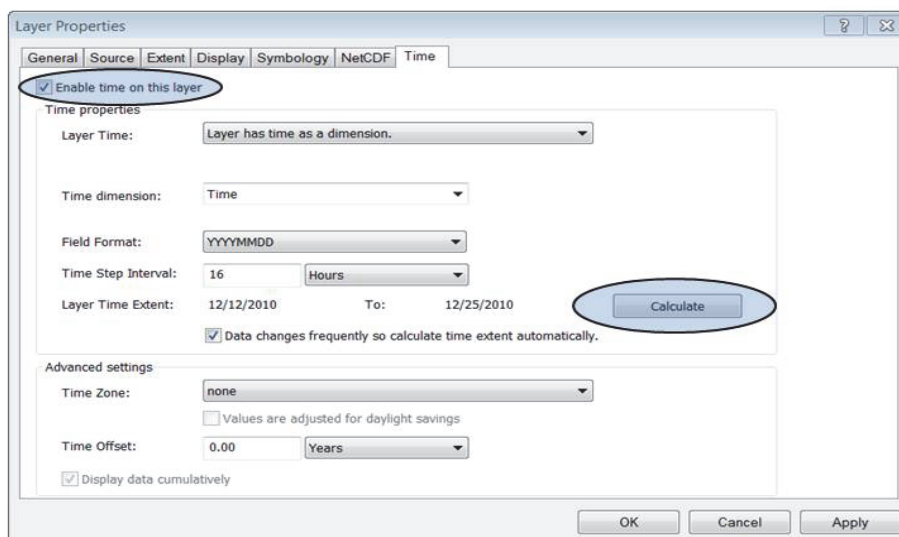 Layer Properties
General Source Extent Display Symbology NetCDF Time
Enable time on this layer
Time properties
Layer Time: Layer has time as a dimension.
Time dimension: Time
Field Format: YYYYMMDD
Time Step Interval: 16 Hours
Layer Time Extent: 12/12/2010 To: 12/25/2010 Calculate
Data changes frequently so calculate time extent automatically.
Advanced settings
Time Zone: none
Values are adjusted for daylight savings
Time Offset: 0.00 Years
Display data cumulatively
OK Cancel Apply